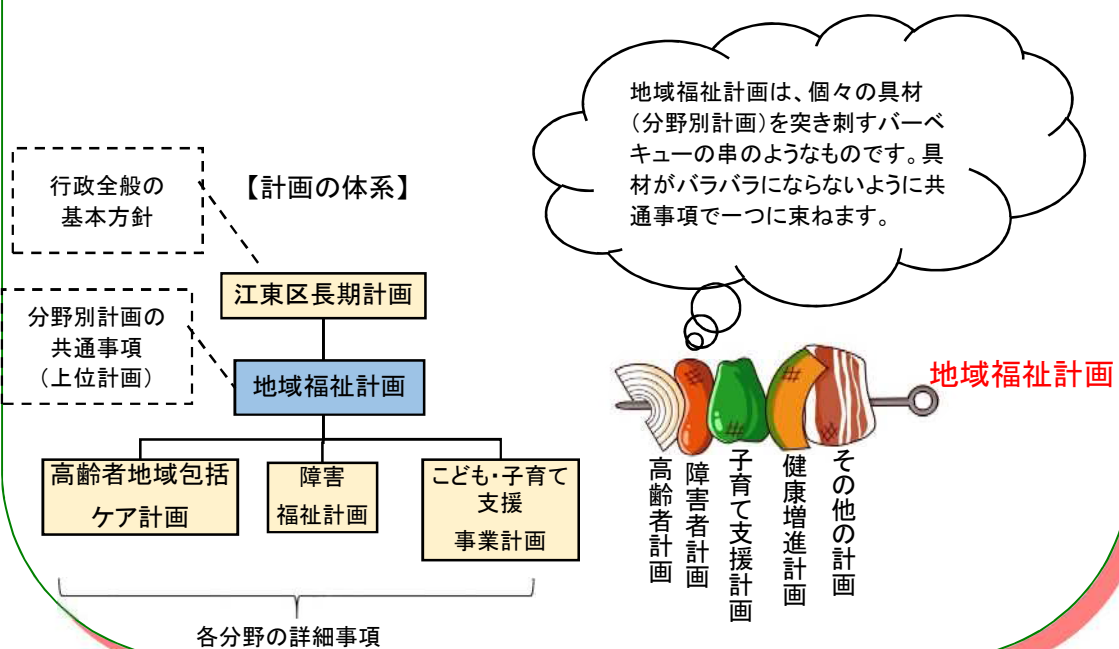 地域福祉計画は、個々の具材
（分野別計画）を突き刺すバーベ
キューの串のようなものです。具
材がバラバラにならないように共
通事項で一つに束ねます。
行政全般の
基本方針
【計画の体系】
江東区長期計画
分野別計画の
共通事項
（上位計画）
地域福祉計画
高齢者地域包括
ケア計画
障害
福祉計画
こども・子育て
支援
事業計画
各分野の詳細事項
地域福祉計画
高齢者計画
障害者計画
子育て支援計画
健康増進計画
その他の計画